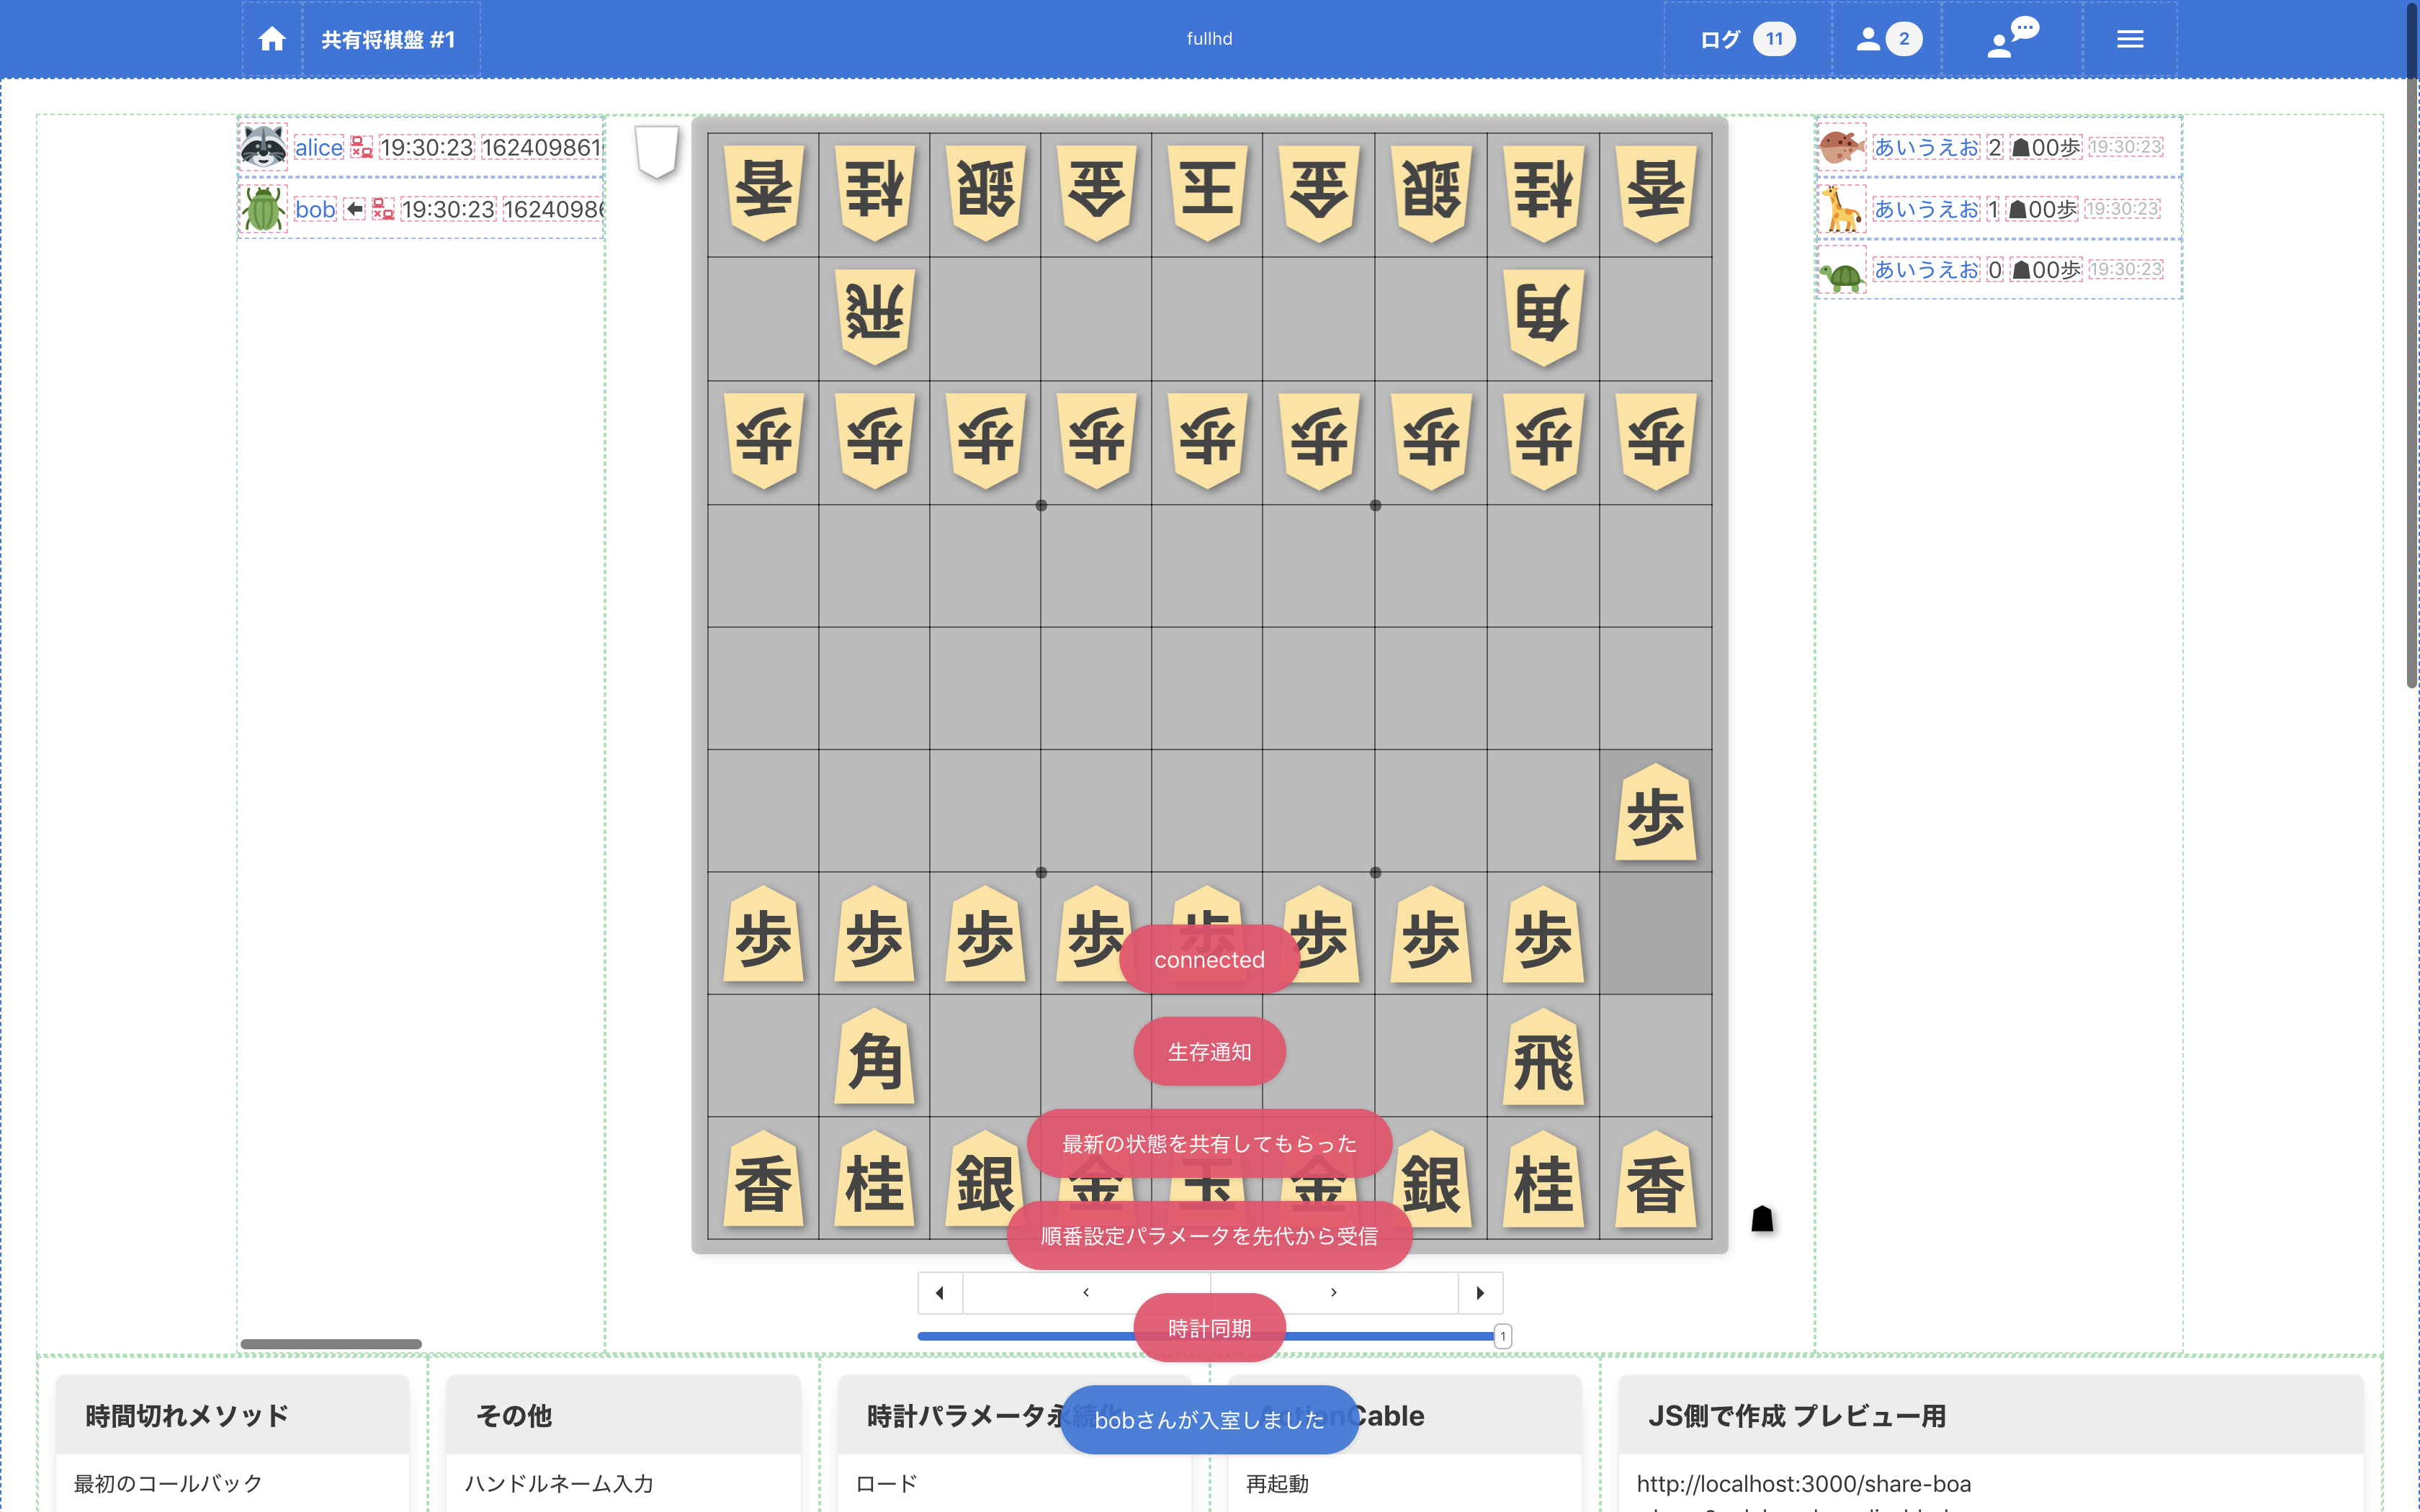 共有将棋盤 #1
fullhd
ログ 11
2
alice 19:30:23 162409861
bob 19:30:23 1624098
あいうえお 2 ☗00歩 19:30:23
あいうえお 1 ☗00歩 19:30:23
あいうえお 0 ☗00歩 19:30:23
香 桂 銀 金 王 金 銀 桂 香
飛 角
歩 歩 歩 歩 歩 歩 歩 歩 歩
歩
歩 歩 歩 歩 歩 歩 歩 歩
connected
角 飛
生存通知
最新の状態を共有してもらった
香 桂 銀 金 玉 金 銀 桂 香
順番設定パラメータを先代から受信
時計同期
1
bobさんが入室しました
時間切れメソッド
その他
時計パラメータ永続化
ActionCable
JS側で作成 プレビュー用
最初のコールバック
ハンドルネーム入力
ロード
再起動
http://localhost:3000/share-boa